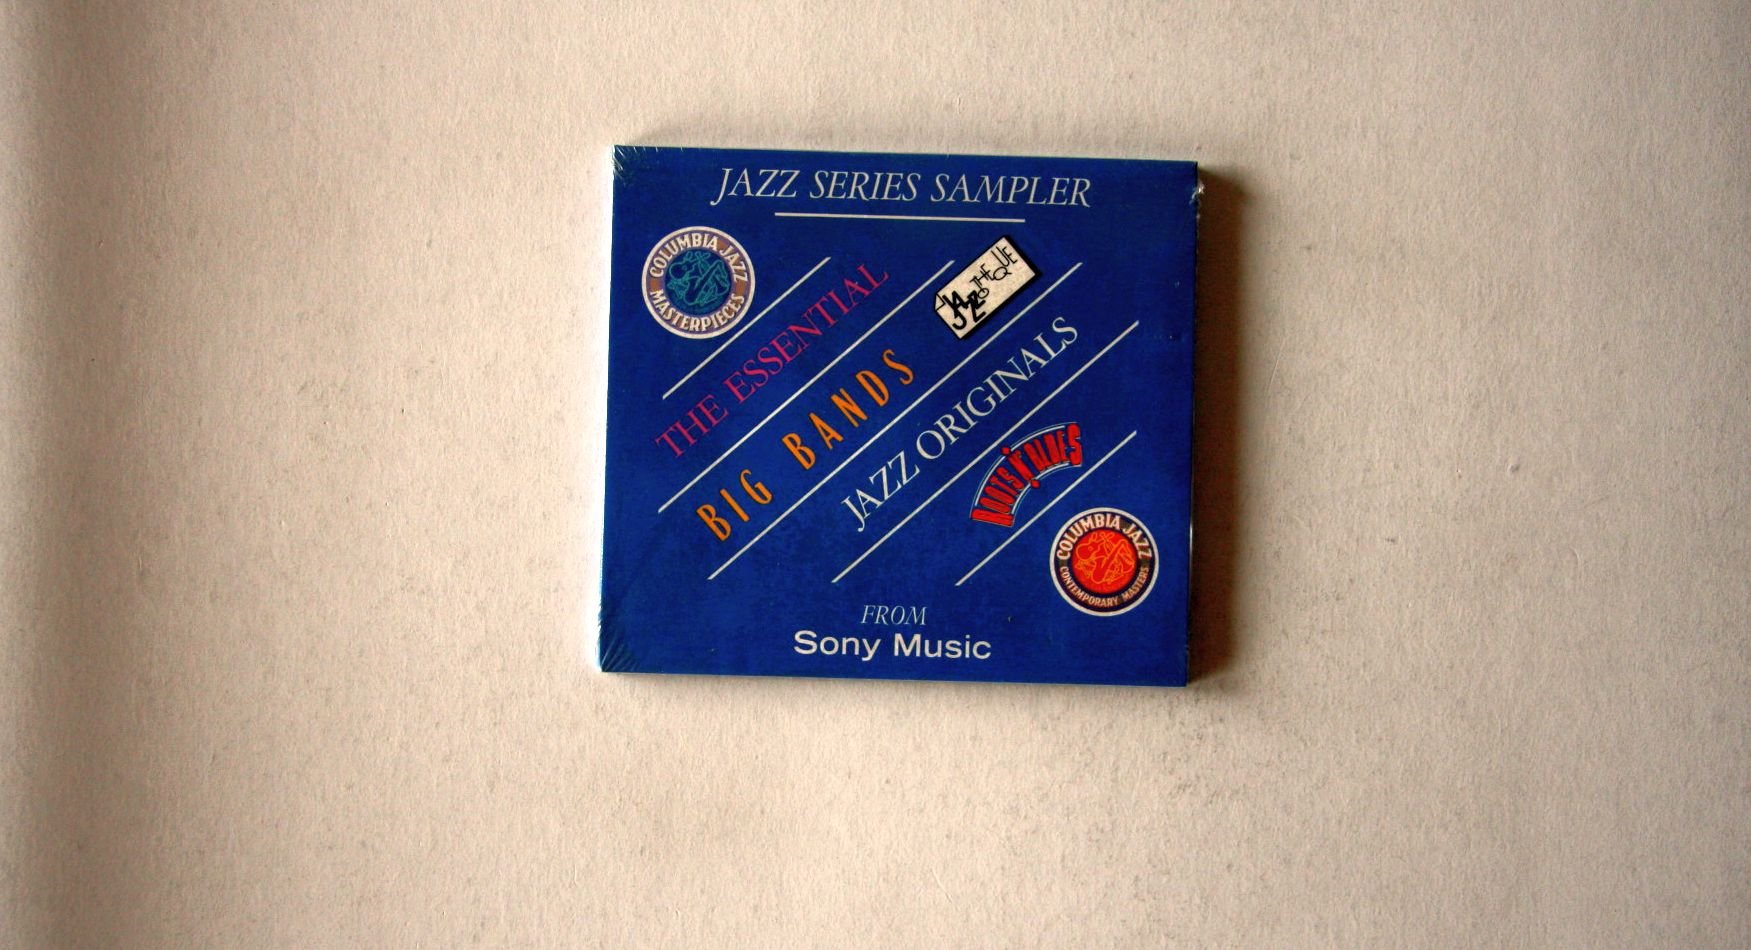 JAZZ SERIES SAMPLER
COLUMBIA JAZZ
MASTERPIECES
THE ESSENTIAL
JAZZ
THEQUE
BIG BANDS
JAZZ ORIGINALS
ROOTS N' BLUES
COLUMBIA JAZZ
CONTEMPORARY MASTERS
FROM
Sony Music